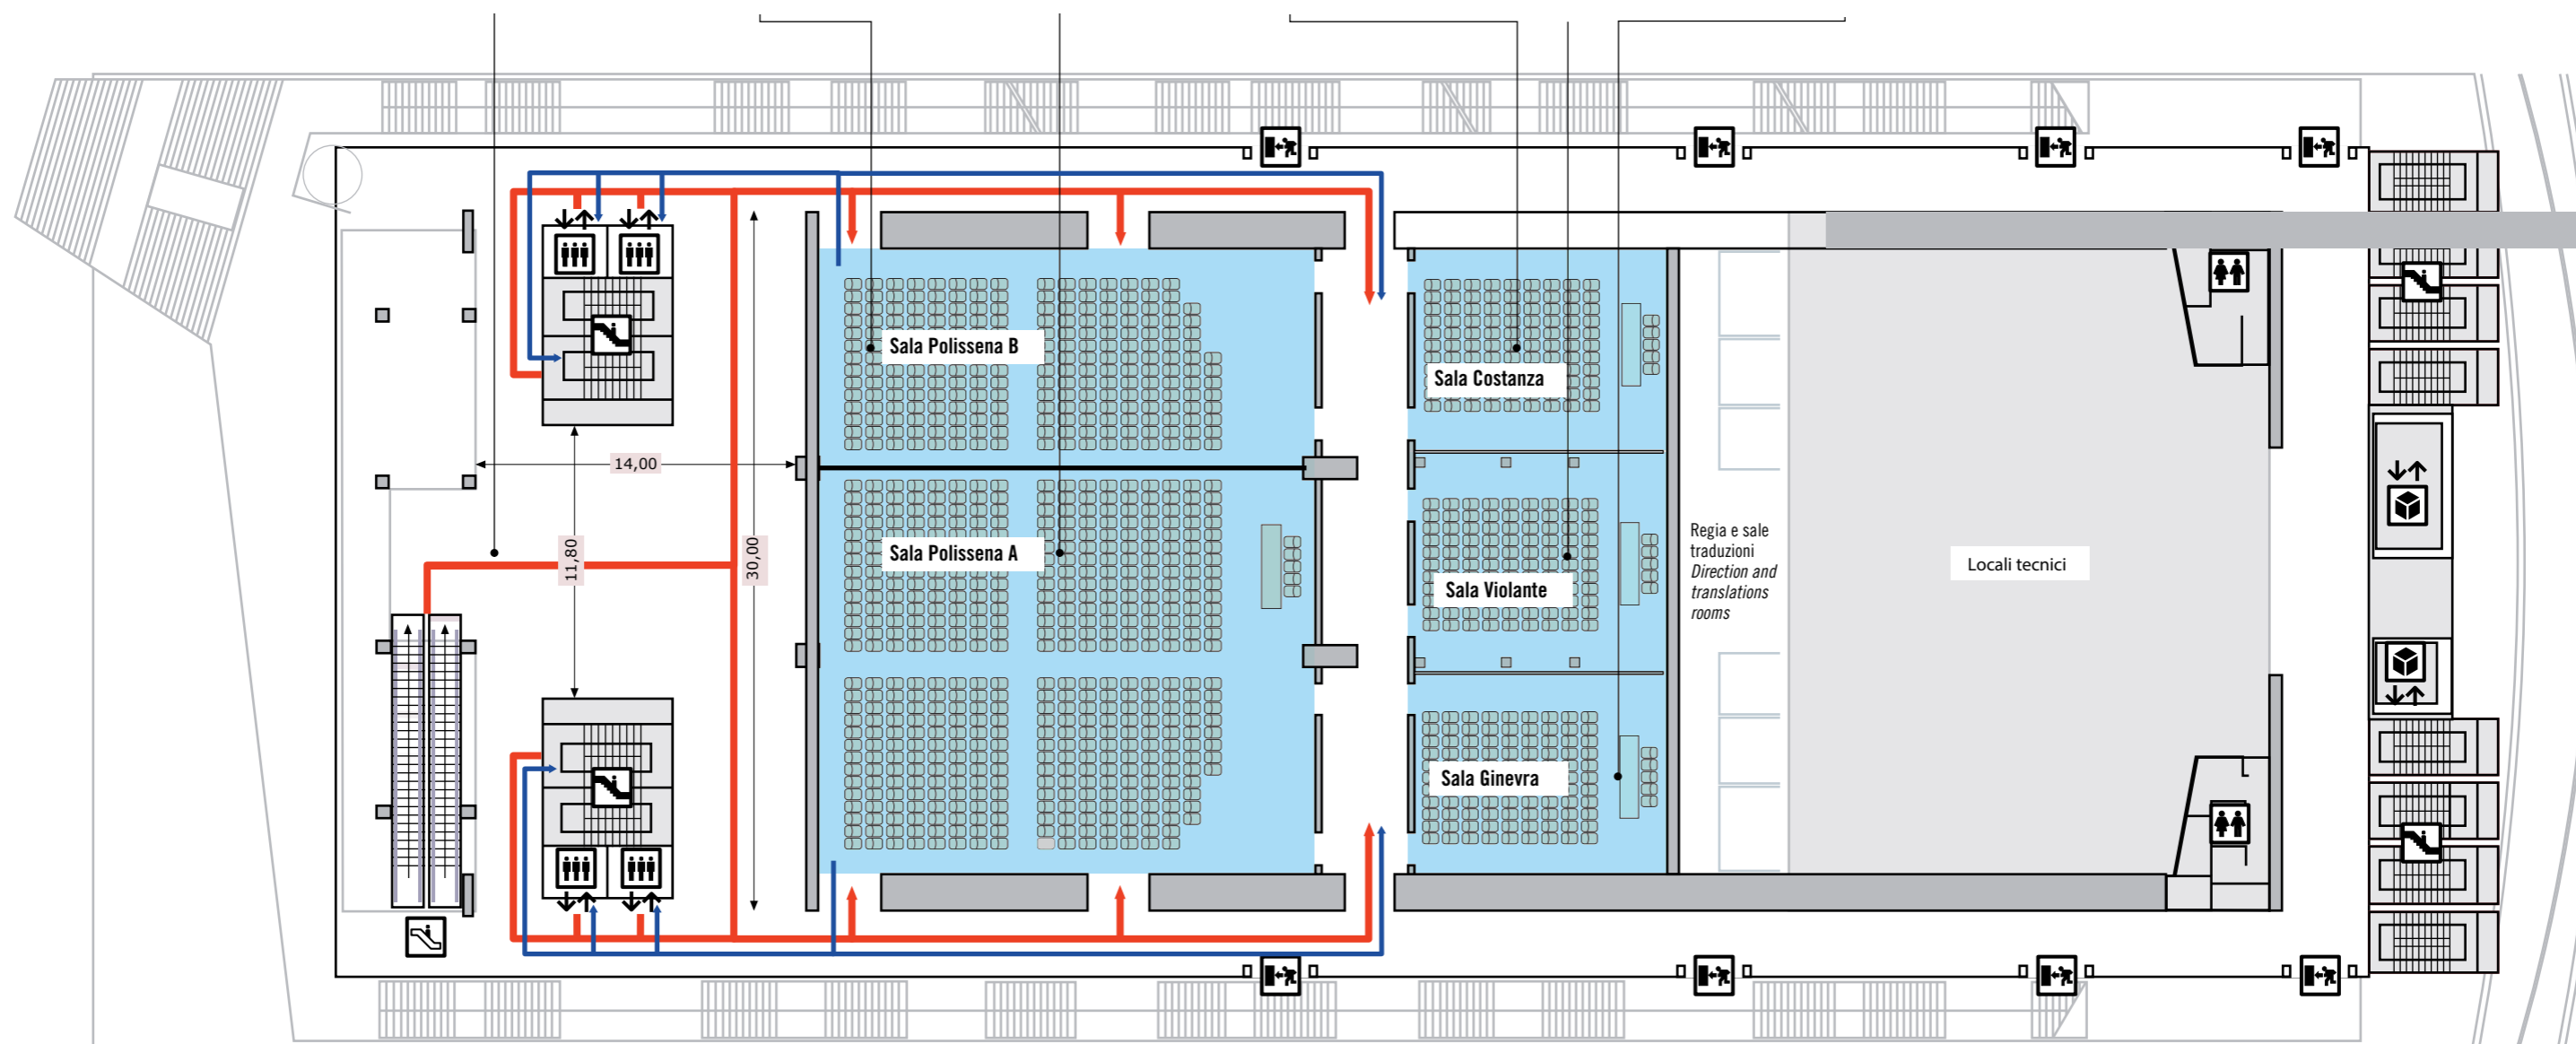 Sala Polissena B
Sala Costanza
14,00
11,80
30,00
Sala Polissena A
Sala Violante
Regia e sale
traduzioni
Direction and
translations
rooms
Locali tecnici
Sala Ginevra